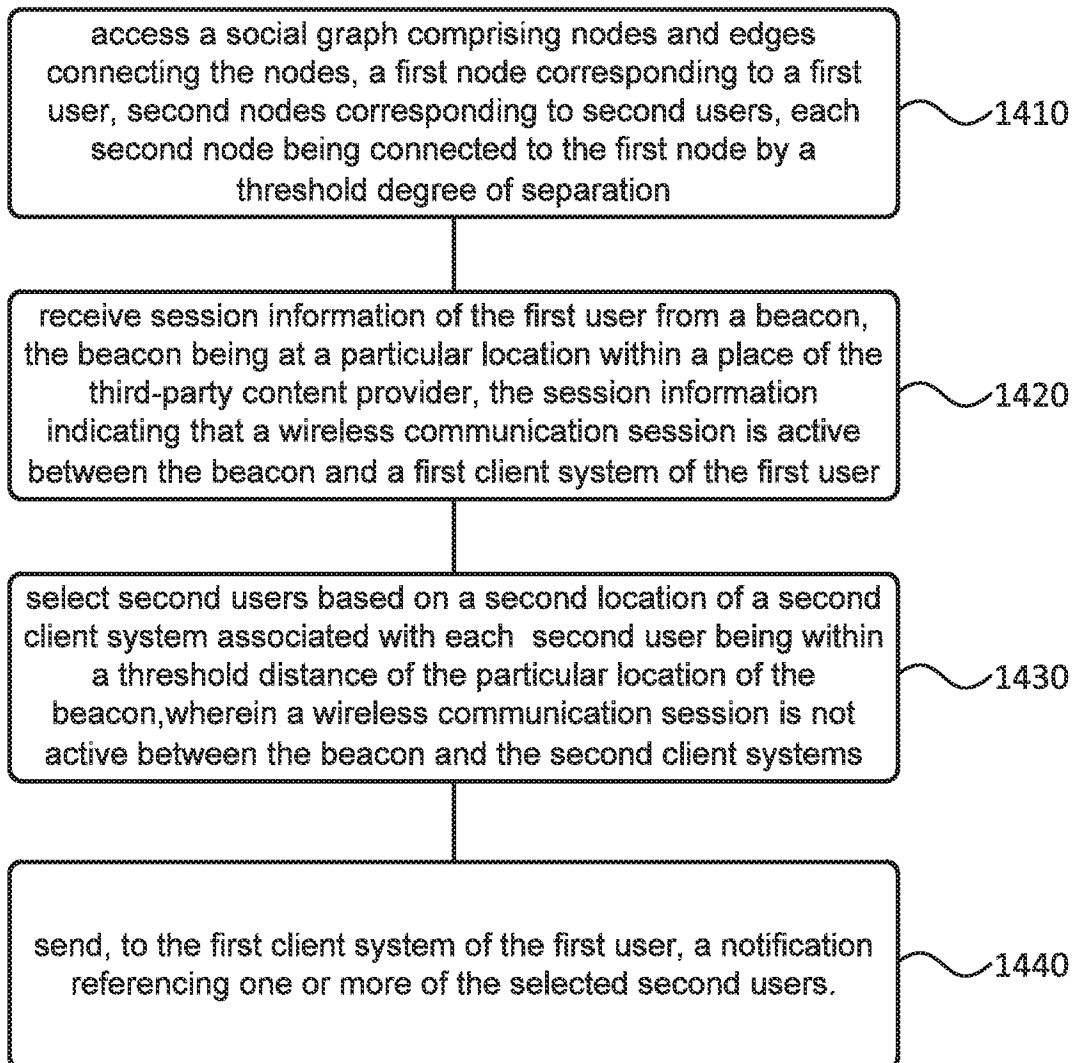 access a social graph comprising nodes and edges
connecting the nodes, a first node corresponding to a first
user, second nodes corresponding to second users, each
second node being connected to the first node by a
threshold degree of separation
1410
receive session information of the first user from a beacon,
the beacon being at a particular location within a place of the
third-party content provider, the session information
indicating that a wireless communication session is active
between the beacon and a first client system of the first user
1420
select second users based on a second location of a second
client system associated with each second user being within
a threshold distance of the particular location of the
beacon,wherein a wireless communication session is not
active between the beacon and the second client systems
1430
send, to the first client system of the first user, a notification
referencing one or more of the selected second users.
1440